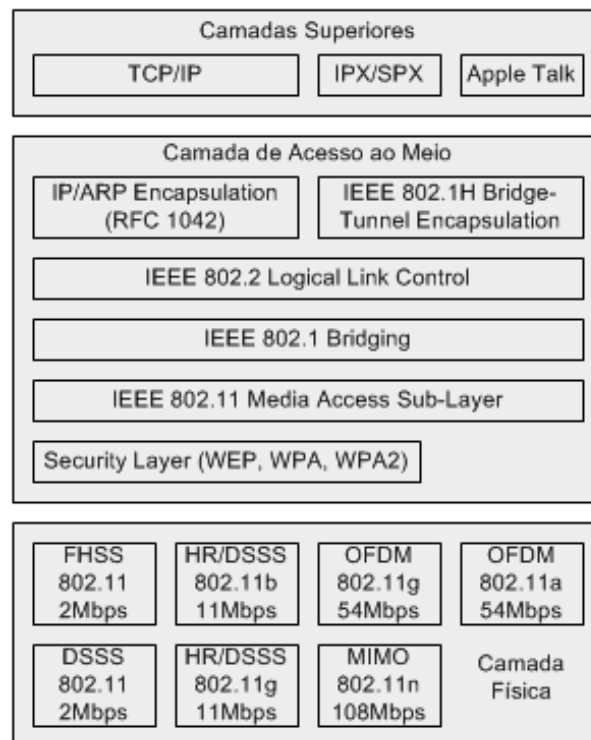 Camadas Superiores
TCP/IP
IPX/SPX
Apple Talk
Camada de Acesso ao Meio
IP/ARP Encapsulation
(RFC 1042)
IEEE 802.1H Bridge-
Tunnel Encapsulation
IEEE 802.2 Logical Link Control
IEEE 802.1 Bridging
IEEE 802.11 Media Access Sub-Layer
Security Layer (WEP, WPA, WPA2)
FHSS
802.11
2Mbps
HR/DSSS
802.11b
11Mbps
OFDM
802.11g
54Mbps
OFDM
802.11a
54Mbps
DSSS
802.11
2Mbps
HR/DSSS
802.11g
11Mbps
MIMO
802.11n
108Mbps
Camada
Física